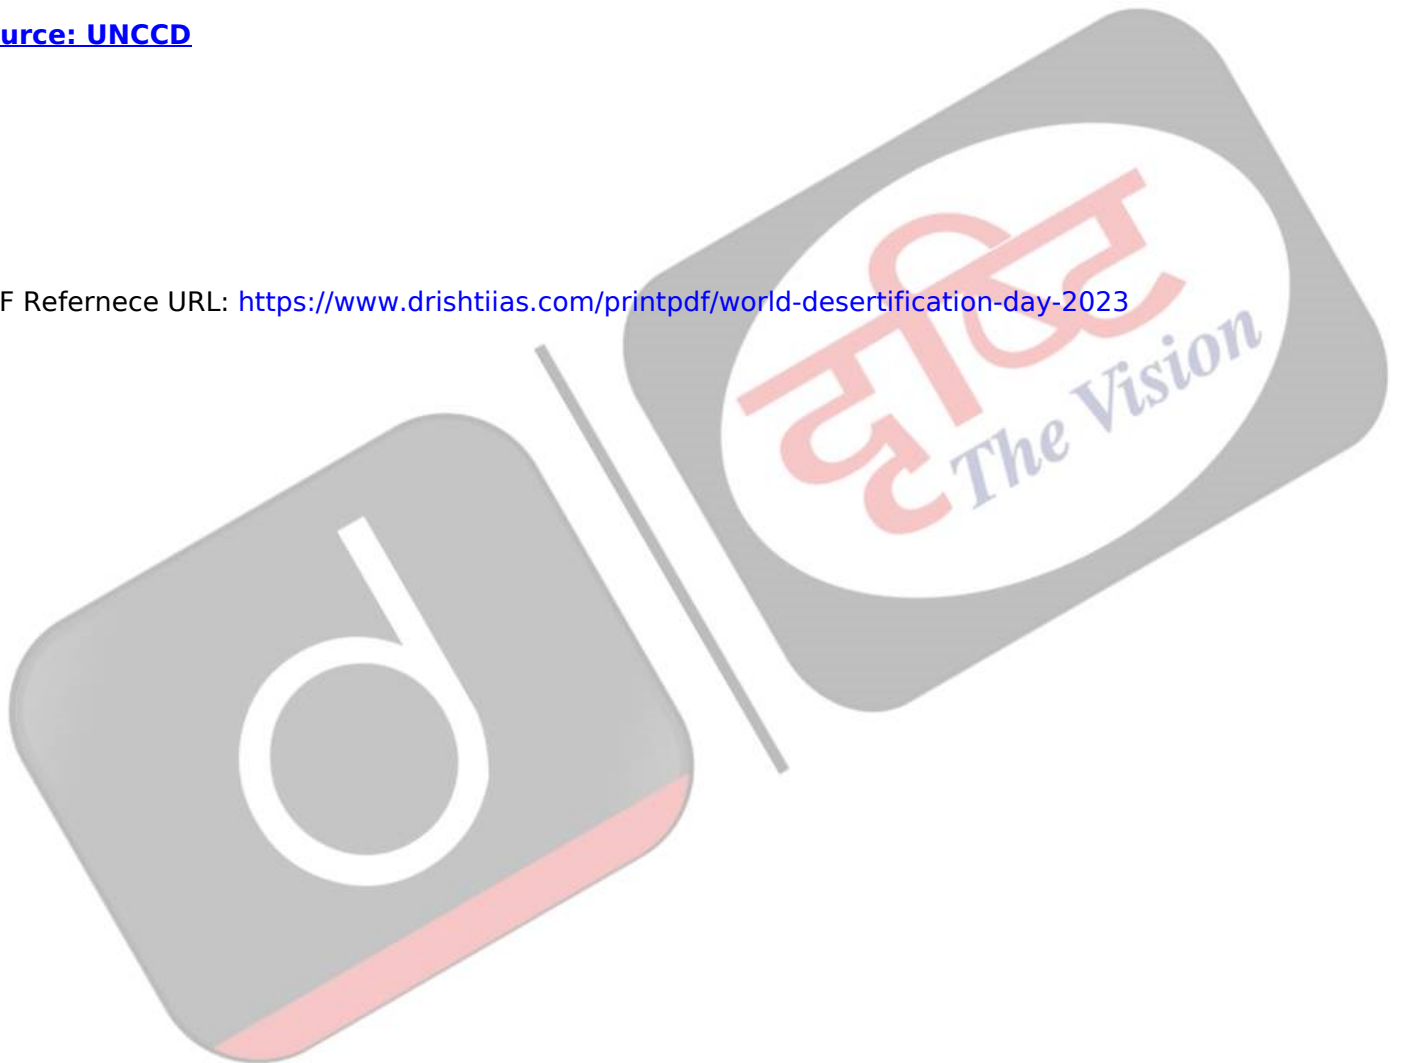 urce: UNCCD
F Refernece URL: https://www.drishtiias.com/printpdf/world-desertification-day-2023
दृष्टि
The Vision
d